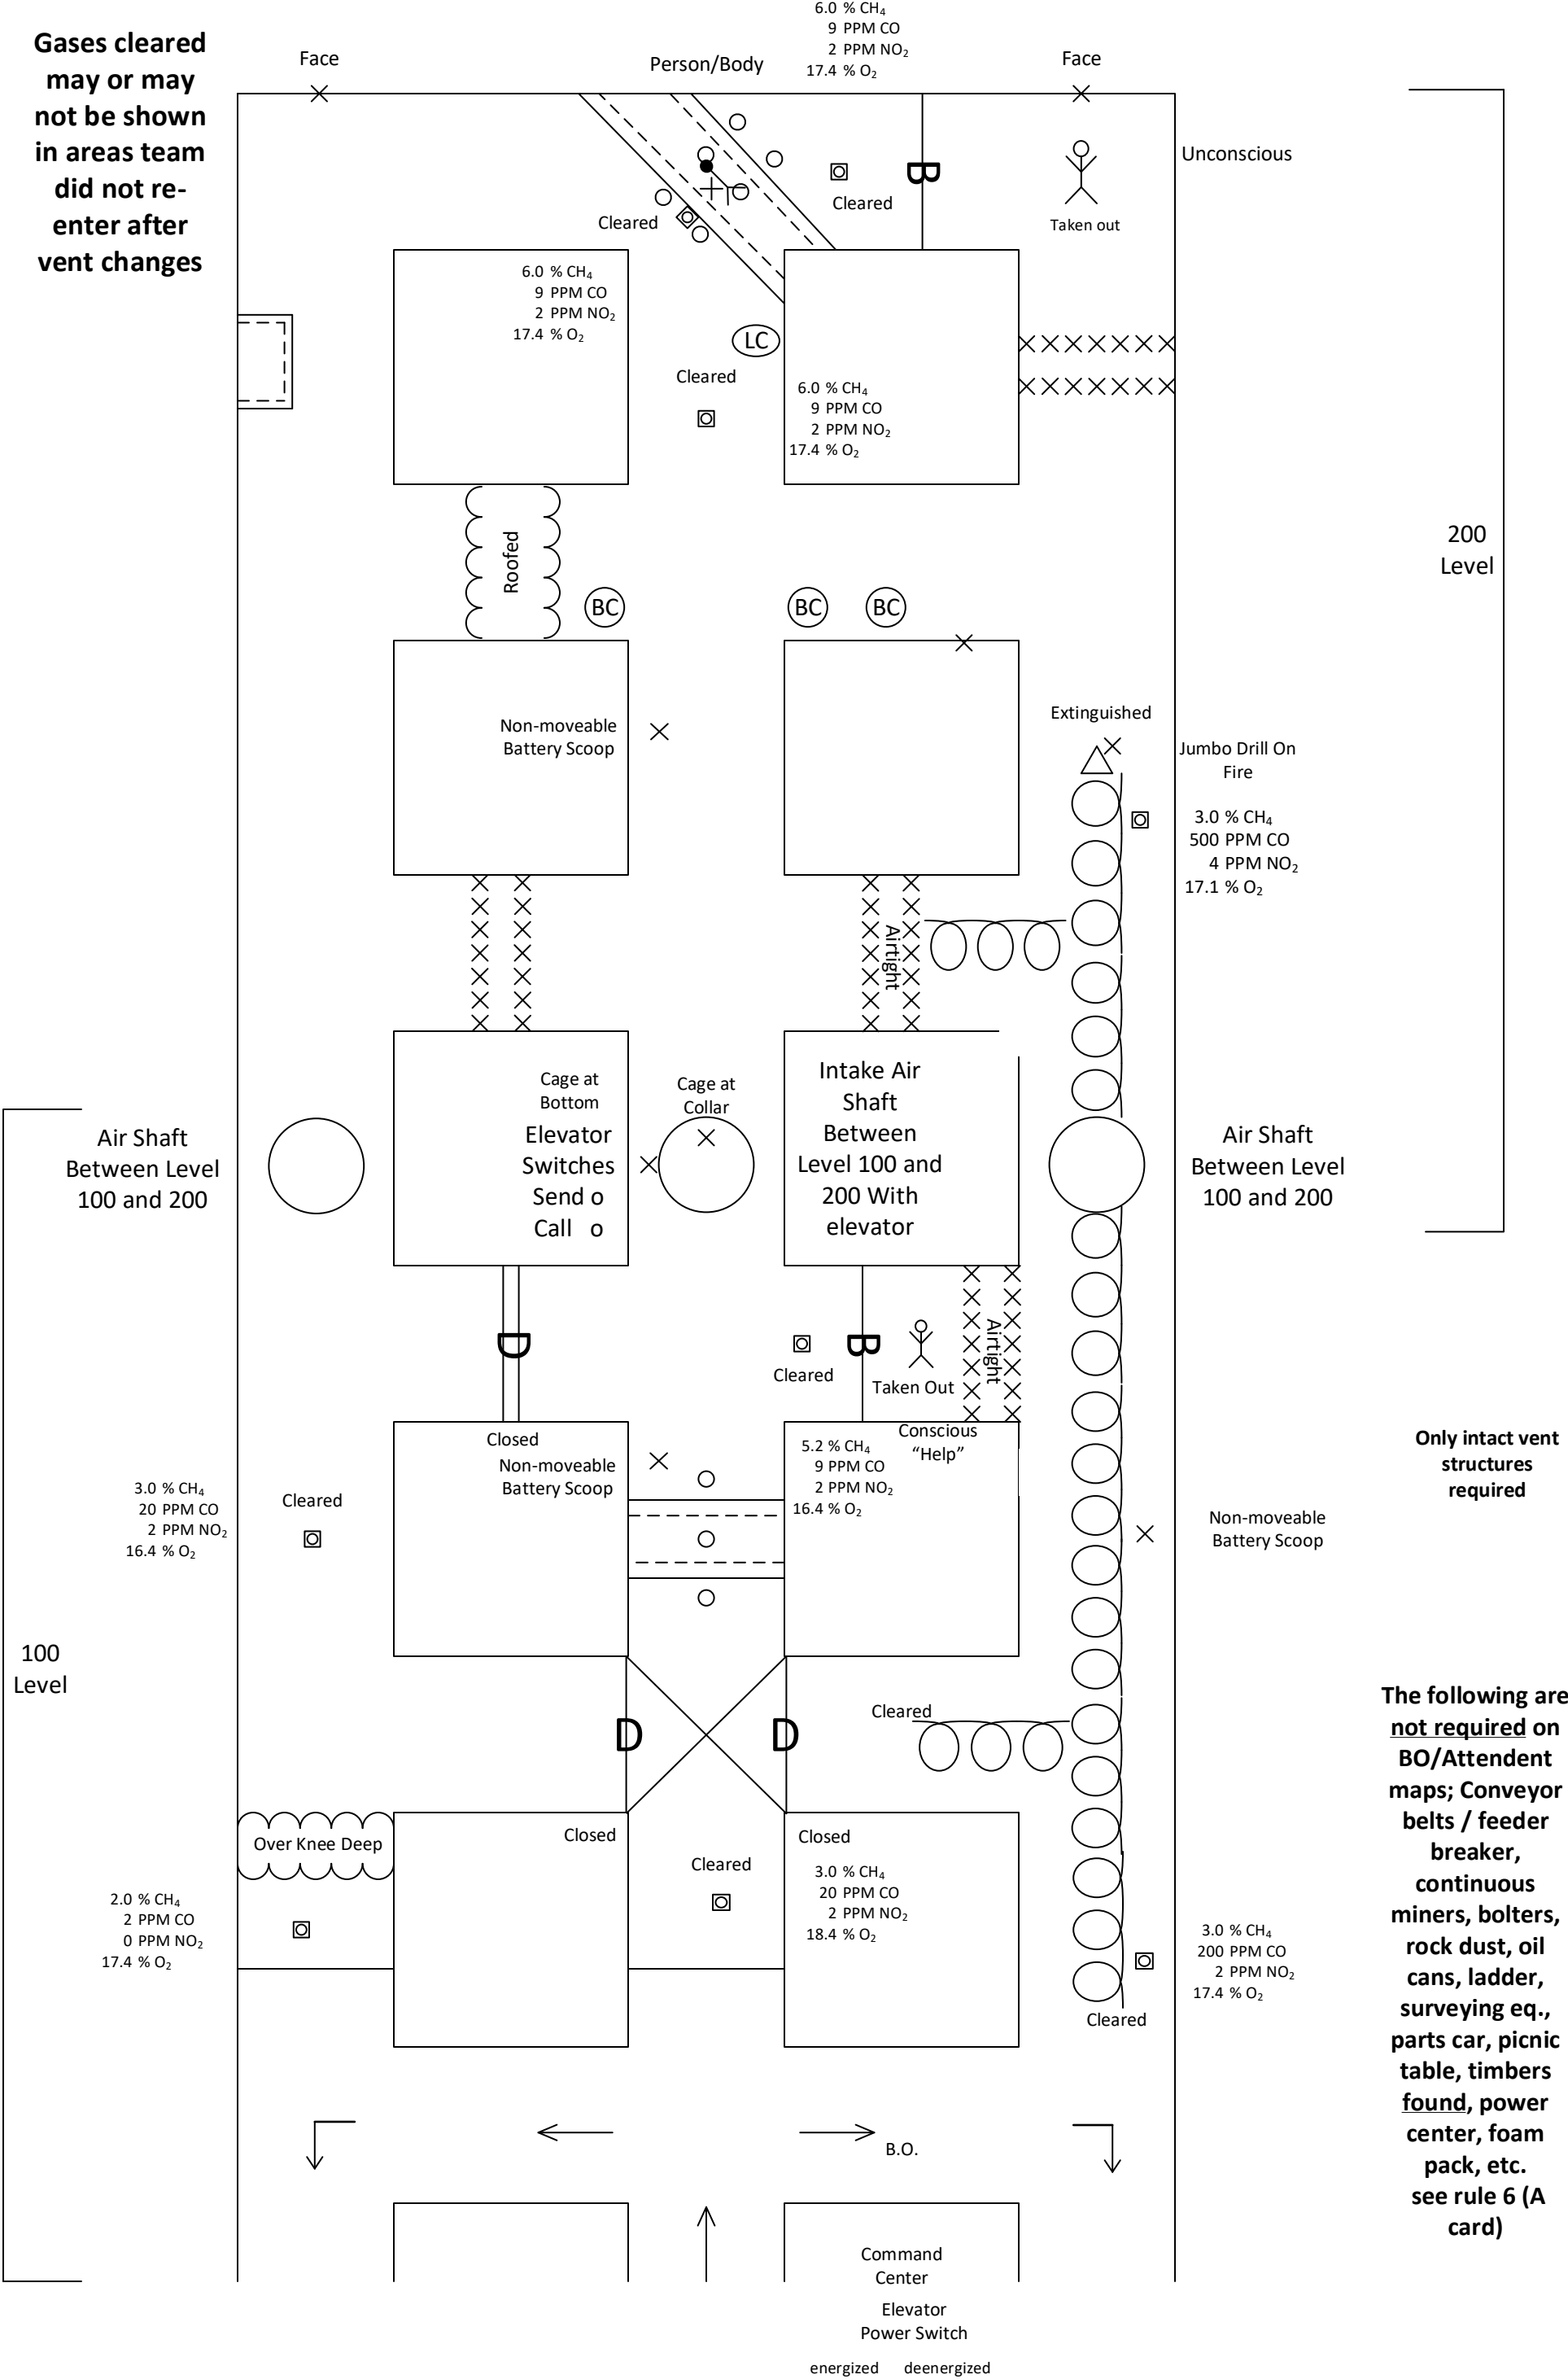 6.0 % CH₄
9 PPM CO
2 PPM NO₂
17.4 % O₂
Gases cleared
may or may
not be shown
in areas team
did not re-
enter after
vent changes
Face
Person/Body
Face
Unconscious
B
Cleared
Taken out
Cleared
6.0 % CH₄
9 PPM CO
2 PPM NO₂
17.4 % O₂
LC
Cleared
6.0 % CH₄
9 PPM CO
2 PPM NO₂
17.4 % O₂
200
Level
Roofed
BC
BC
BC
Non-moveable
Battery Scoop
Extinguished
Jumbo Drill On
Fire
3.0 % CH₄
500 PPM CO
4 PPM NO₂
17.1 % O₂
Airtight
Air Shaft
Between Level
100 and 200
Cage at
Bottom
Elevator
Switches
Send o
Call o
Cage at
Collar
Intake Air
Shaft
Between
Level 100 and
200 With
elevator
Air Shaft
Between Level
100 and 200
D
Cleared
B
Taken Out
Airtight
Closed
Non-moveable
Battery Scoop
Conscious
“Help”
5.2 % CH₄
9 PPM CO
2 PPM NO₂
16.4 % O₂
Only intact vent
structures
required
3.0 % CH₄
20 PPM CO
2 PPM NO₂
16.4 % O₂
Cleared
Non-moveable
Battery Scoop
100
Level
D
D
Cleared
Over Knee Deep
Closed
Closed
Cleared
3.0 % CH₄
20 PPM CO
2 PPM NO₂
18.4 % O₂
2.0 % CH₄
2 PPM CO
0 PPM NO₂
17.4 % O₂
3.0 % CH₄
200 PPM CO
2 PPM NO₂
17.4 % O₂
Cleared
The following are
not required on
BO/Attendent
maps; Conveyor
belts / feeder
breaker,
continuous
miners, bolters,
rock dust, oil
cans, ladder,
surveying eq.,
parts car, picnic
table, timbers
found, power
center, foam
pack, etc.
see rule 6 (A
card)
B.O.
Command
Center
Elevator
Power Switch
energized deenergized